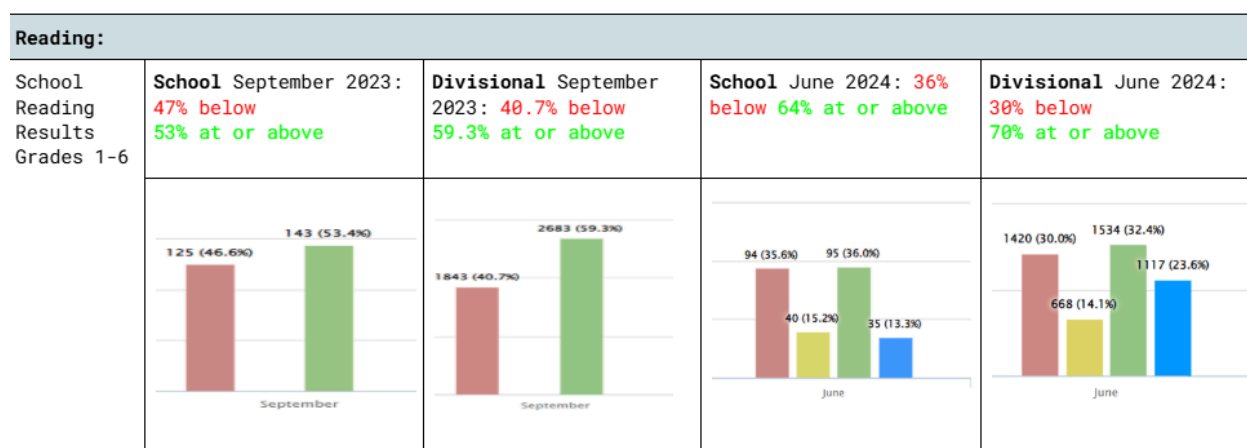 Reading:
School
Reading
Results
Grades 1-6
School September 2023:
47% below
53% at or above
Divisional September
2023: 40.7% below
59.3% at or above
School June 2024: 36%
below 64% at or above
Divisional June 2024:
30% below
70% at or above
125 (46.6%)
143 (53.4%)
September
1843 (40.7%)
2683 (59.3%)
September
94 (35.6%)
40 (15.2%)
95 (36.0%)
35 (13.3%)
June
1420 (30.0%)
668 (14.1%)
1534 (32.4%)
1117 (23.6%)
June